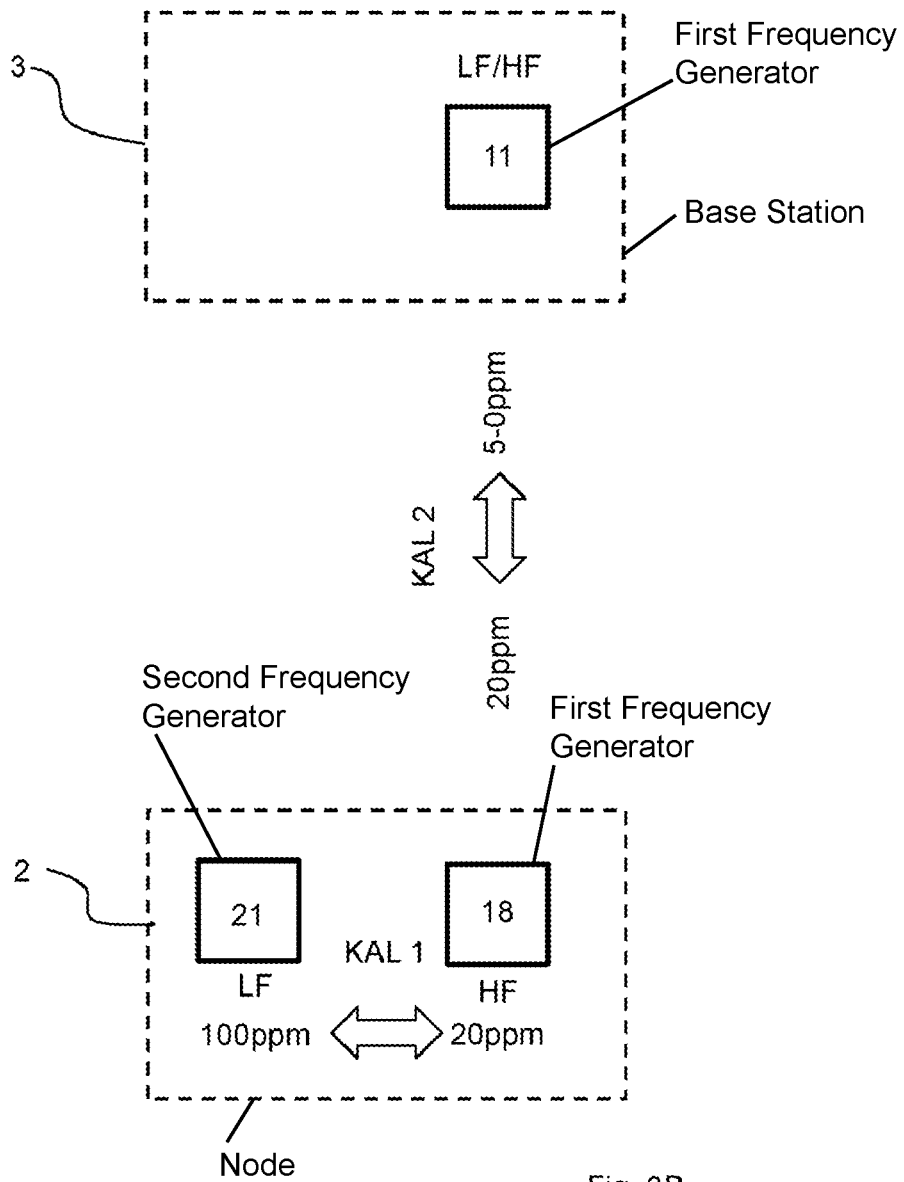 First Frequency
Generator
3
LF/HF
11
Base Station
5-0ppm
KAL 2
20ppm
Second Frequency
Generator
First Frequency
Generator
2
21
18
KAL 1
LF
HF
100ppm
20ppm
Node